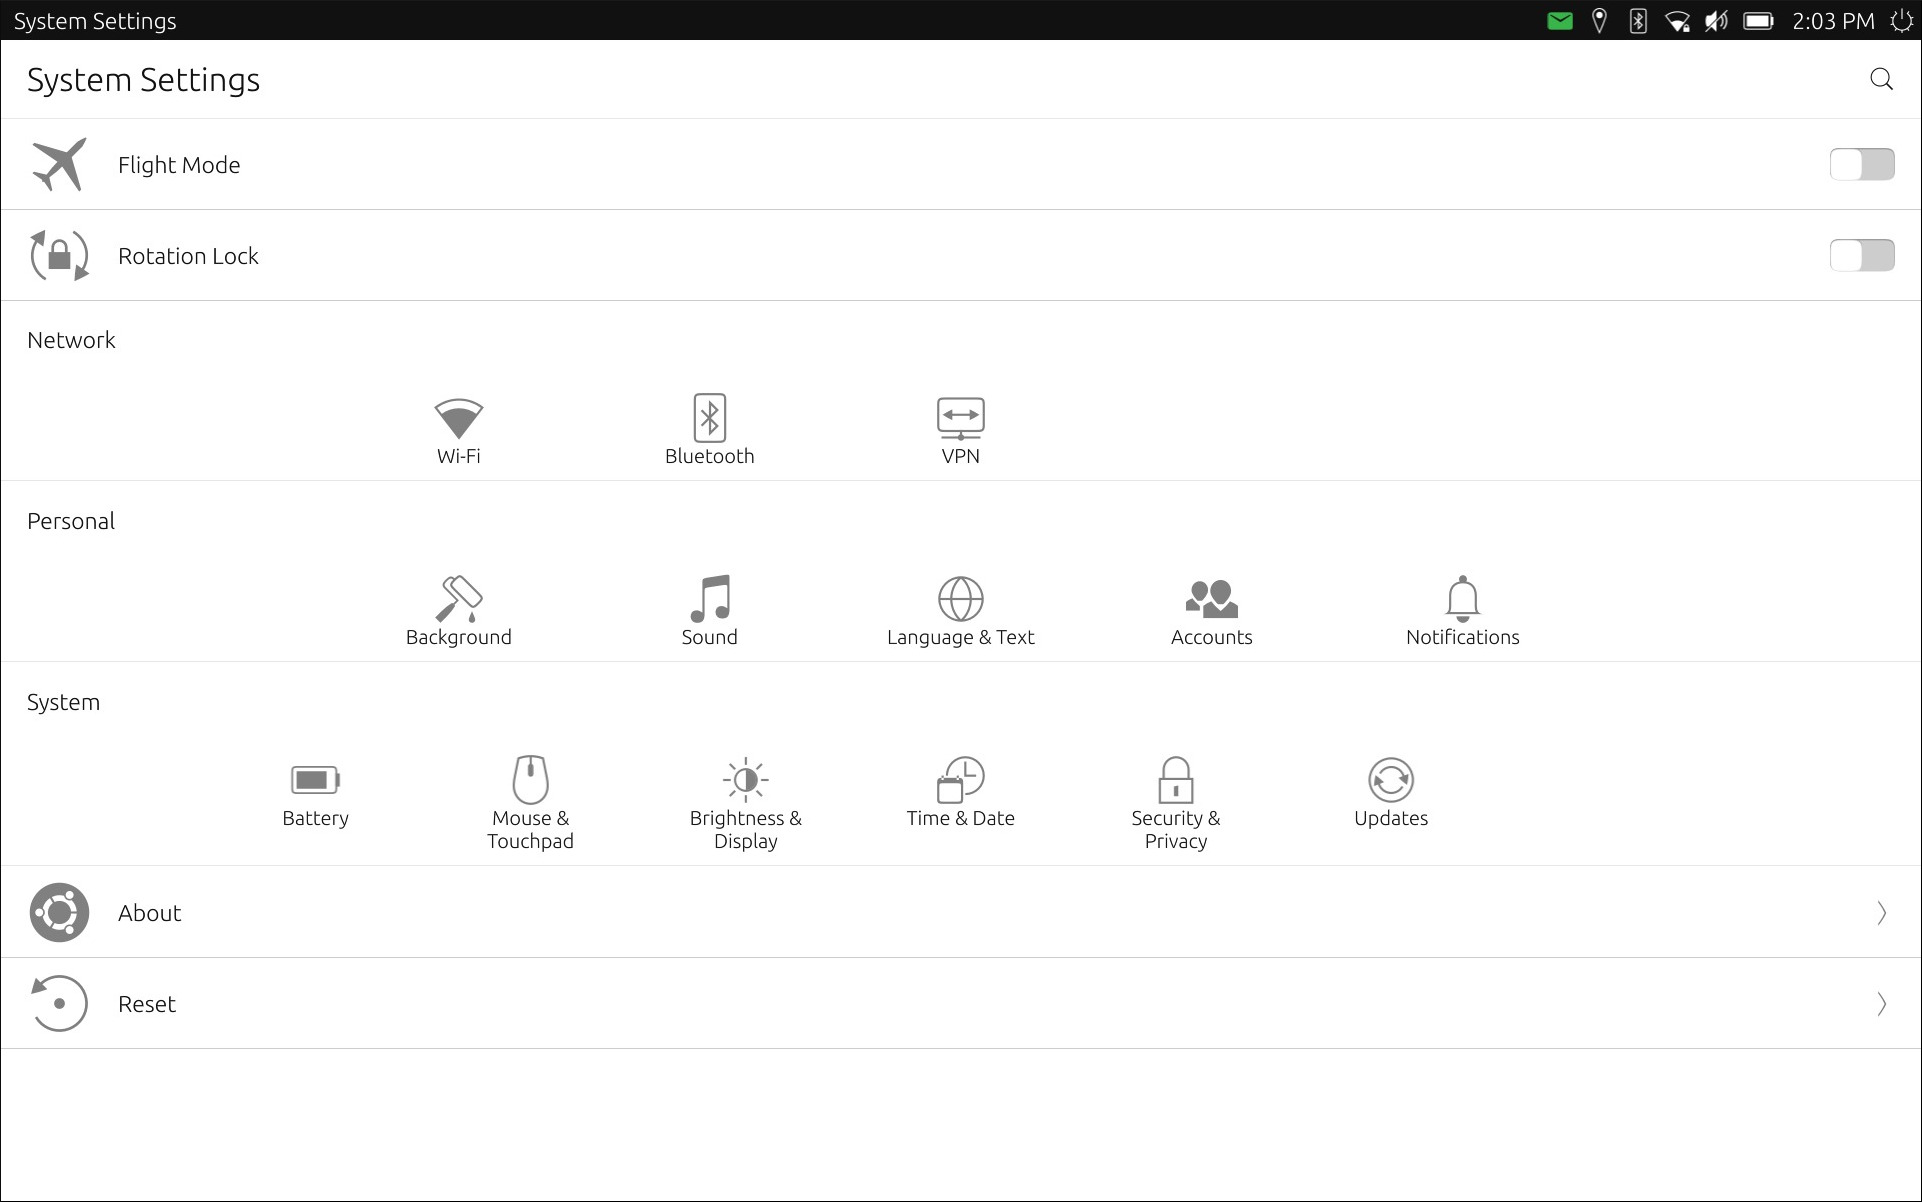 System Settings
2:03 PM
System Settings
Flight Mode
Rotation Lock
Network
Wi-Fi
Bluetooth
VPN
Personal
Background
Sound
Language & Text
Accounts
Notifications
System
Battery
Mouse &
Touchpad
Brightness &
Display
Time & Date
Security &
Privacy
Updates
About
Reset